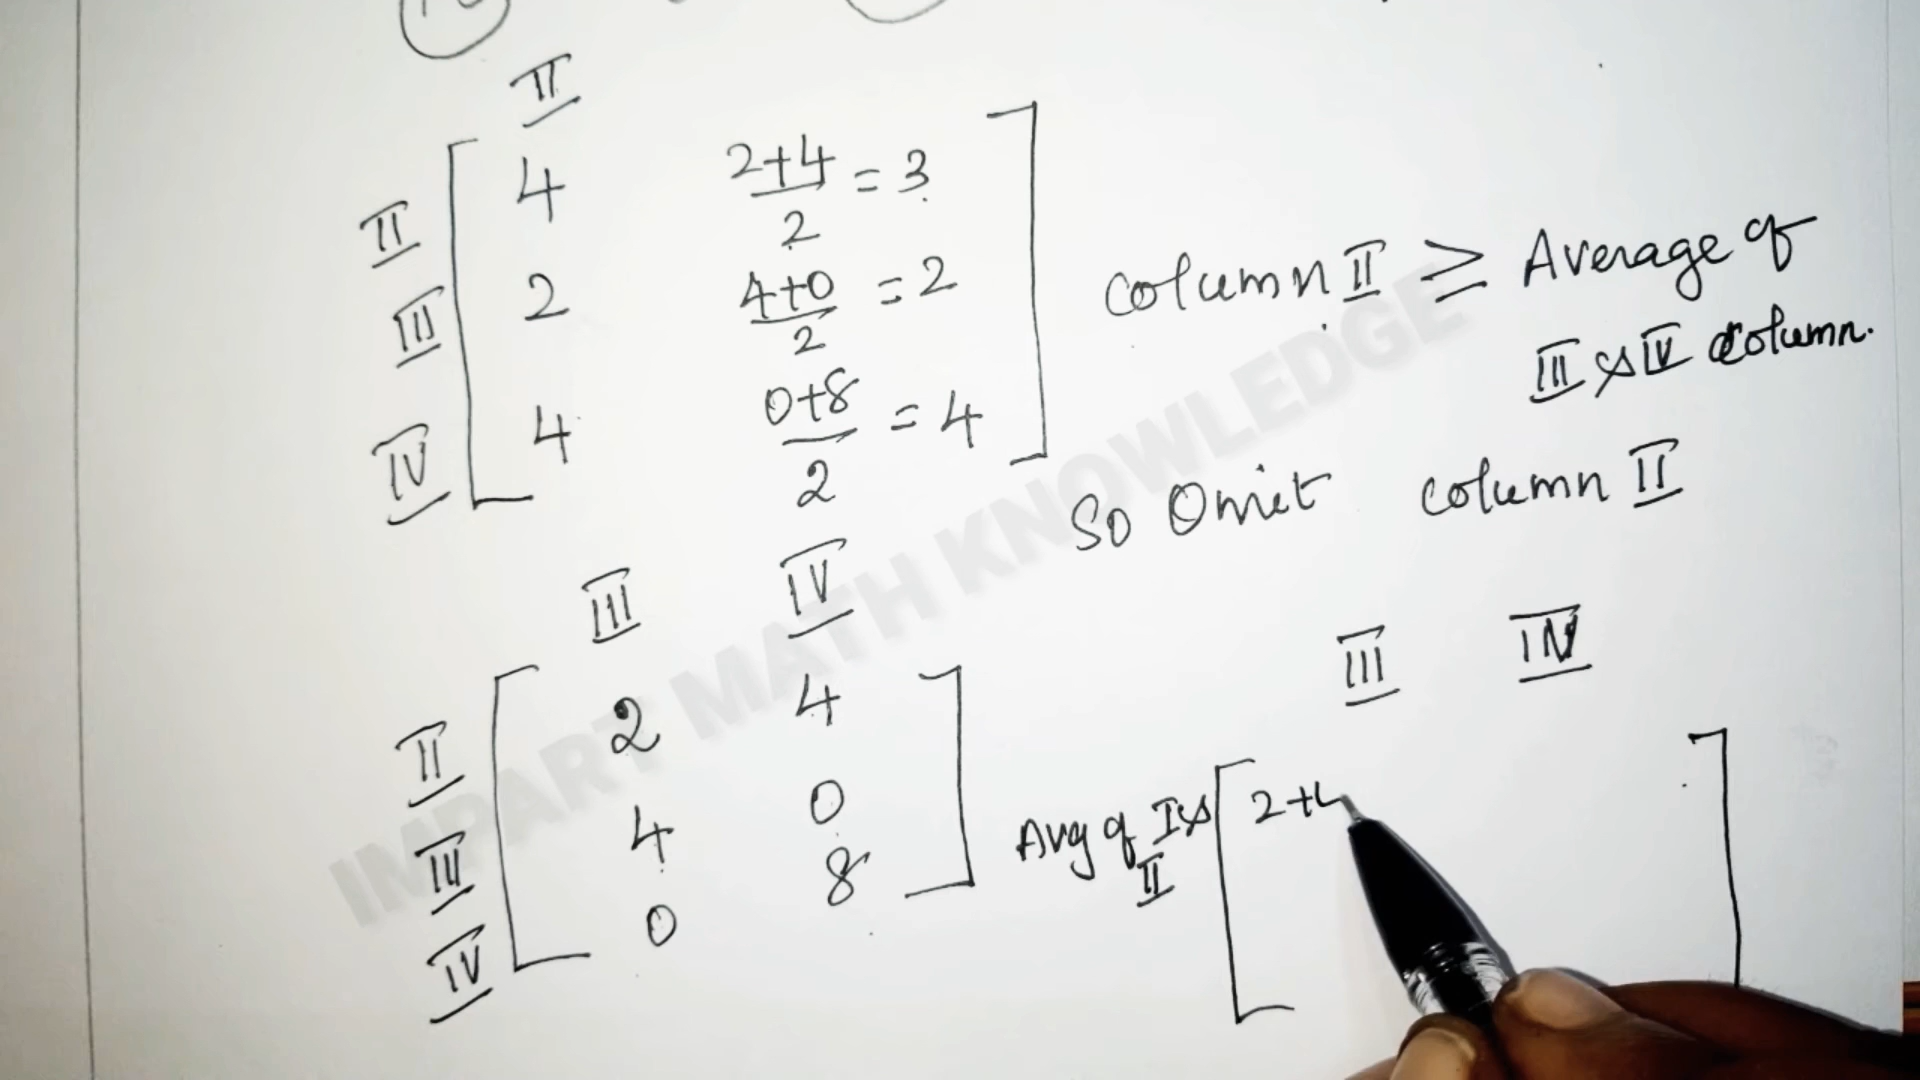 II
II 4 2+4/2 = 3
III 2 4+0/2 = 2
IV 4 0+8/2 = 4
Column II ≥ Average of
III & IV column.
So Omit column II
III IV
II 2 4
III 4 0
IV 0 8
III IV
Avg of I &
II
2+4
IMPART MATH KNOWLEDGE